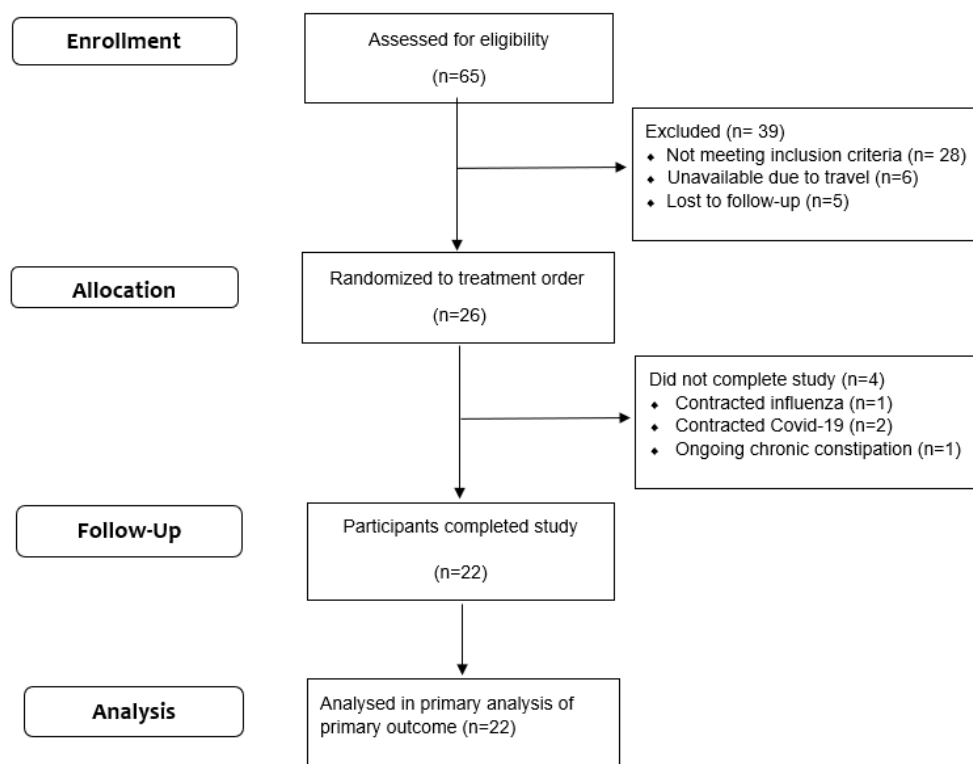 Enrollment
Assessed for eligibility
(n=65)
Excluded (n= 39)
⬥ Not meeting inclusion criteria (n= 28)
⬥ Unavailable due to travel (n=6)
⬥ Lost to follow-up (n=5)
Allocation
Randomized to treatment order
(n=26)
Did not complete study (n=4)
⬥ Contracted influenza (n=1)
⬥ Contracted Covid-19 (n=2)
⬥ Ongoing chronic constipation (n=1)
Follow-Up
Participants completed study
(n=22)
Analysis
Analysed in primary analysis of
primary outcome (n=22)